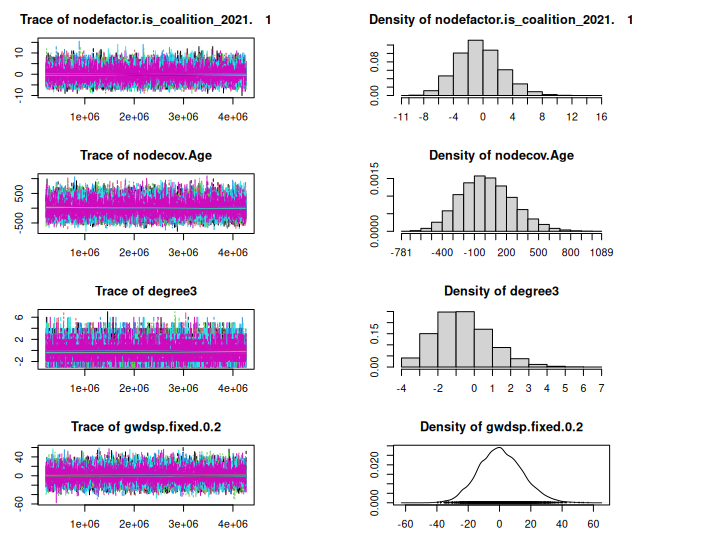 Trace of nodefactor.is_coalition_2021. 1
10
0
-10
1e+06 2e+06 3e+06 4e+06
Density of nodefactor.is_coalition_2021. 1
0.08
0.00
-11 -8 -4 0 4 8 12 16
Trace of nodecov.Age
500
-500
1e+06 2e+06 3e+06 4e+06
Density of nodecov.Age
0.0015
0.0000
-781 -400 -100 200 500 800 1089
Trace of degree3
6
2
-2
1e+06 2e+06 3e+06 4e+06
Density of degree3
0.15
0.00
-4 -2 0 1 2 3 4 5 6 7
Trace of gwdsp.fixed.0.2
40
0
-60
1e+06 2e+06 3e+06 4e+06
Density of gwdsp.fixed.0.2
0.020
0.000
-60 -40 -20 0 20 40 60